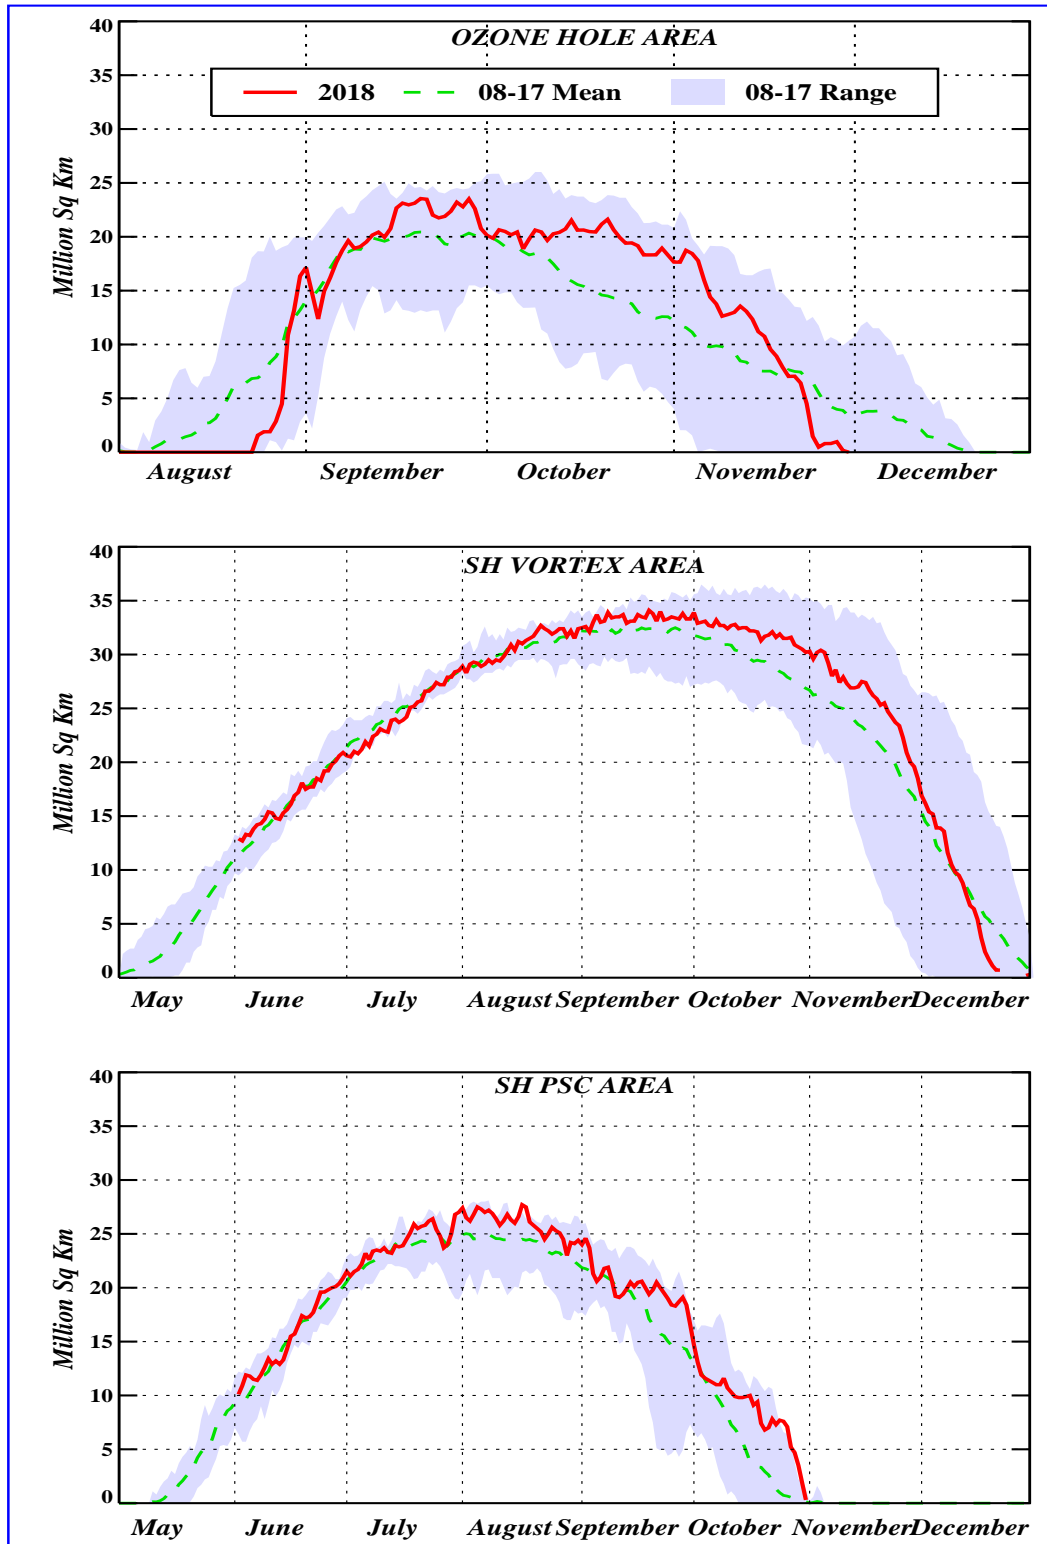 OZONE HOLE AREA
2018 08-17 Mean 08-17 Range
40
35
30
25
20
15
10
5
0
Million Sq Km
August September October November December
SH VORTEX AREA
40
35
30
25
20
15
10
5
0
Million Sq Km
May June July August September October November December
SH PSC AREA
40
35
30
25
20
15
10
5
0
Million Sq Km
May June July August September October November December